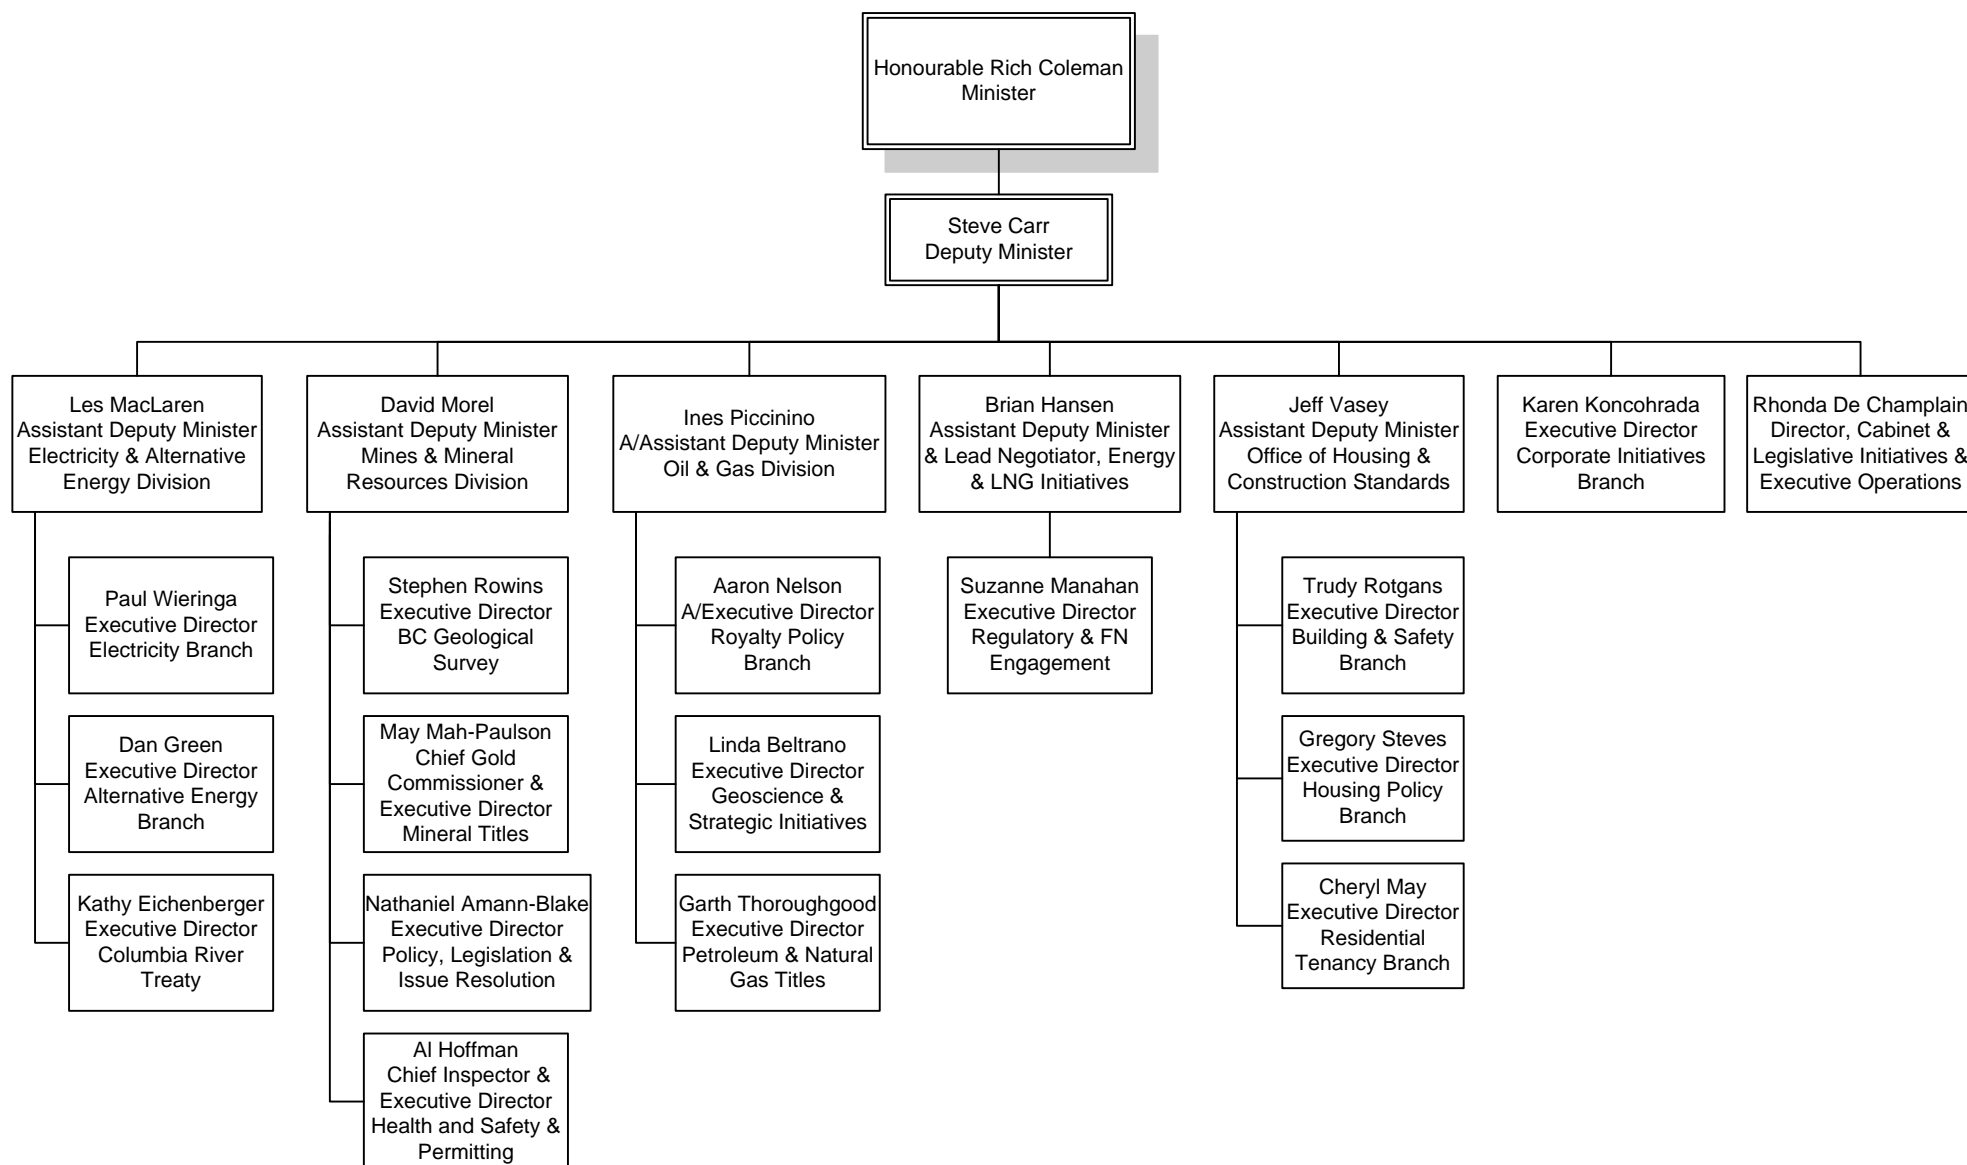 Honourable Rich Coleman
Minister
Steve Carr
Deputy Minister
Les MacLaren
Assistant Deputy Minister
Electricity & Alternative
Energy Division
David Morel
Assistant Deputy Minister
Mines & Mineral
Resources Division
Ines Piccinino
A/Assistant Deputy Minister
Oil & Gas Division
Brian Hansen
Assistant Deputy Minister
& Lead Negotiator, Energy
& LNG Initiatives
Jeff Vasey
Assistant Deputy Minister
Office of Housing &
Construction Standards
Karen Koncohrada
Executive Director
Corporate Initiatives
Branch
Rhonda De Champlain
Director, Cabinet &
Legislative Initiatives &
Executive Operations
Paul Wieringa
Executive Director
Electricity Branch
Dan Green
Executive Director
Alternative Energy
Branch
Kathy Eichenberger
Executive Director
Columbia River
Treaty
Stephen Rowins
Executive Director
BC Geological
Survey
May Mah-Paulson
Chief Gold
Commissioner &
Executive Director
Mineral Titles
Nathaniel Amann-Blake
Executive Director
Policy, Legislation &
Issue Resolution
Al Hoffman
Chief Inspector &
Executive Director
Health and Safety &
Permitting
Aaron Nelson
A/Executive Director
Royalty Policy
Branch
Linda Beltrano
Executive Director
Geoscience &
Strategic Initiatives
Garth Thoroughgood
Executive Director
Petroleum & Natural
Gas Titles
Suzanne Manahan
Executive Director
Regulatory & FN
Engagement
Trudy Rotgans
Executive Director
Building & Safety
Branch
Gregory Steves
Executive Director
Housing Policy
Branch
Cheryl May
Executive Director
Residential
Tenancy Branch